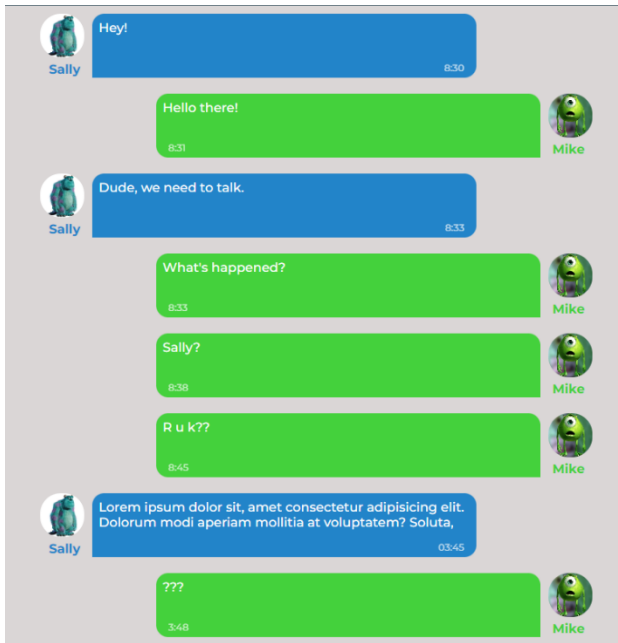 Hey!
8:30
Sally
Hello there!
8:31
Mike
Dude, we need to talk.
8:33
Sally
What's happened?
8:33
Mike
Sally?
8:38
Mike
R u k??
8:45
Mike
Lorem ipsum dolor sit, amet consectetur adipisicing elit.
Dolorum modi aperiam mollitia at voluptatem? Soluta,
03:45
Sally
???
3:48
Mike